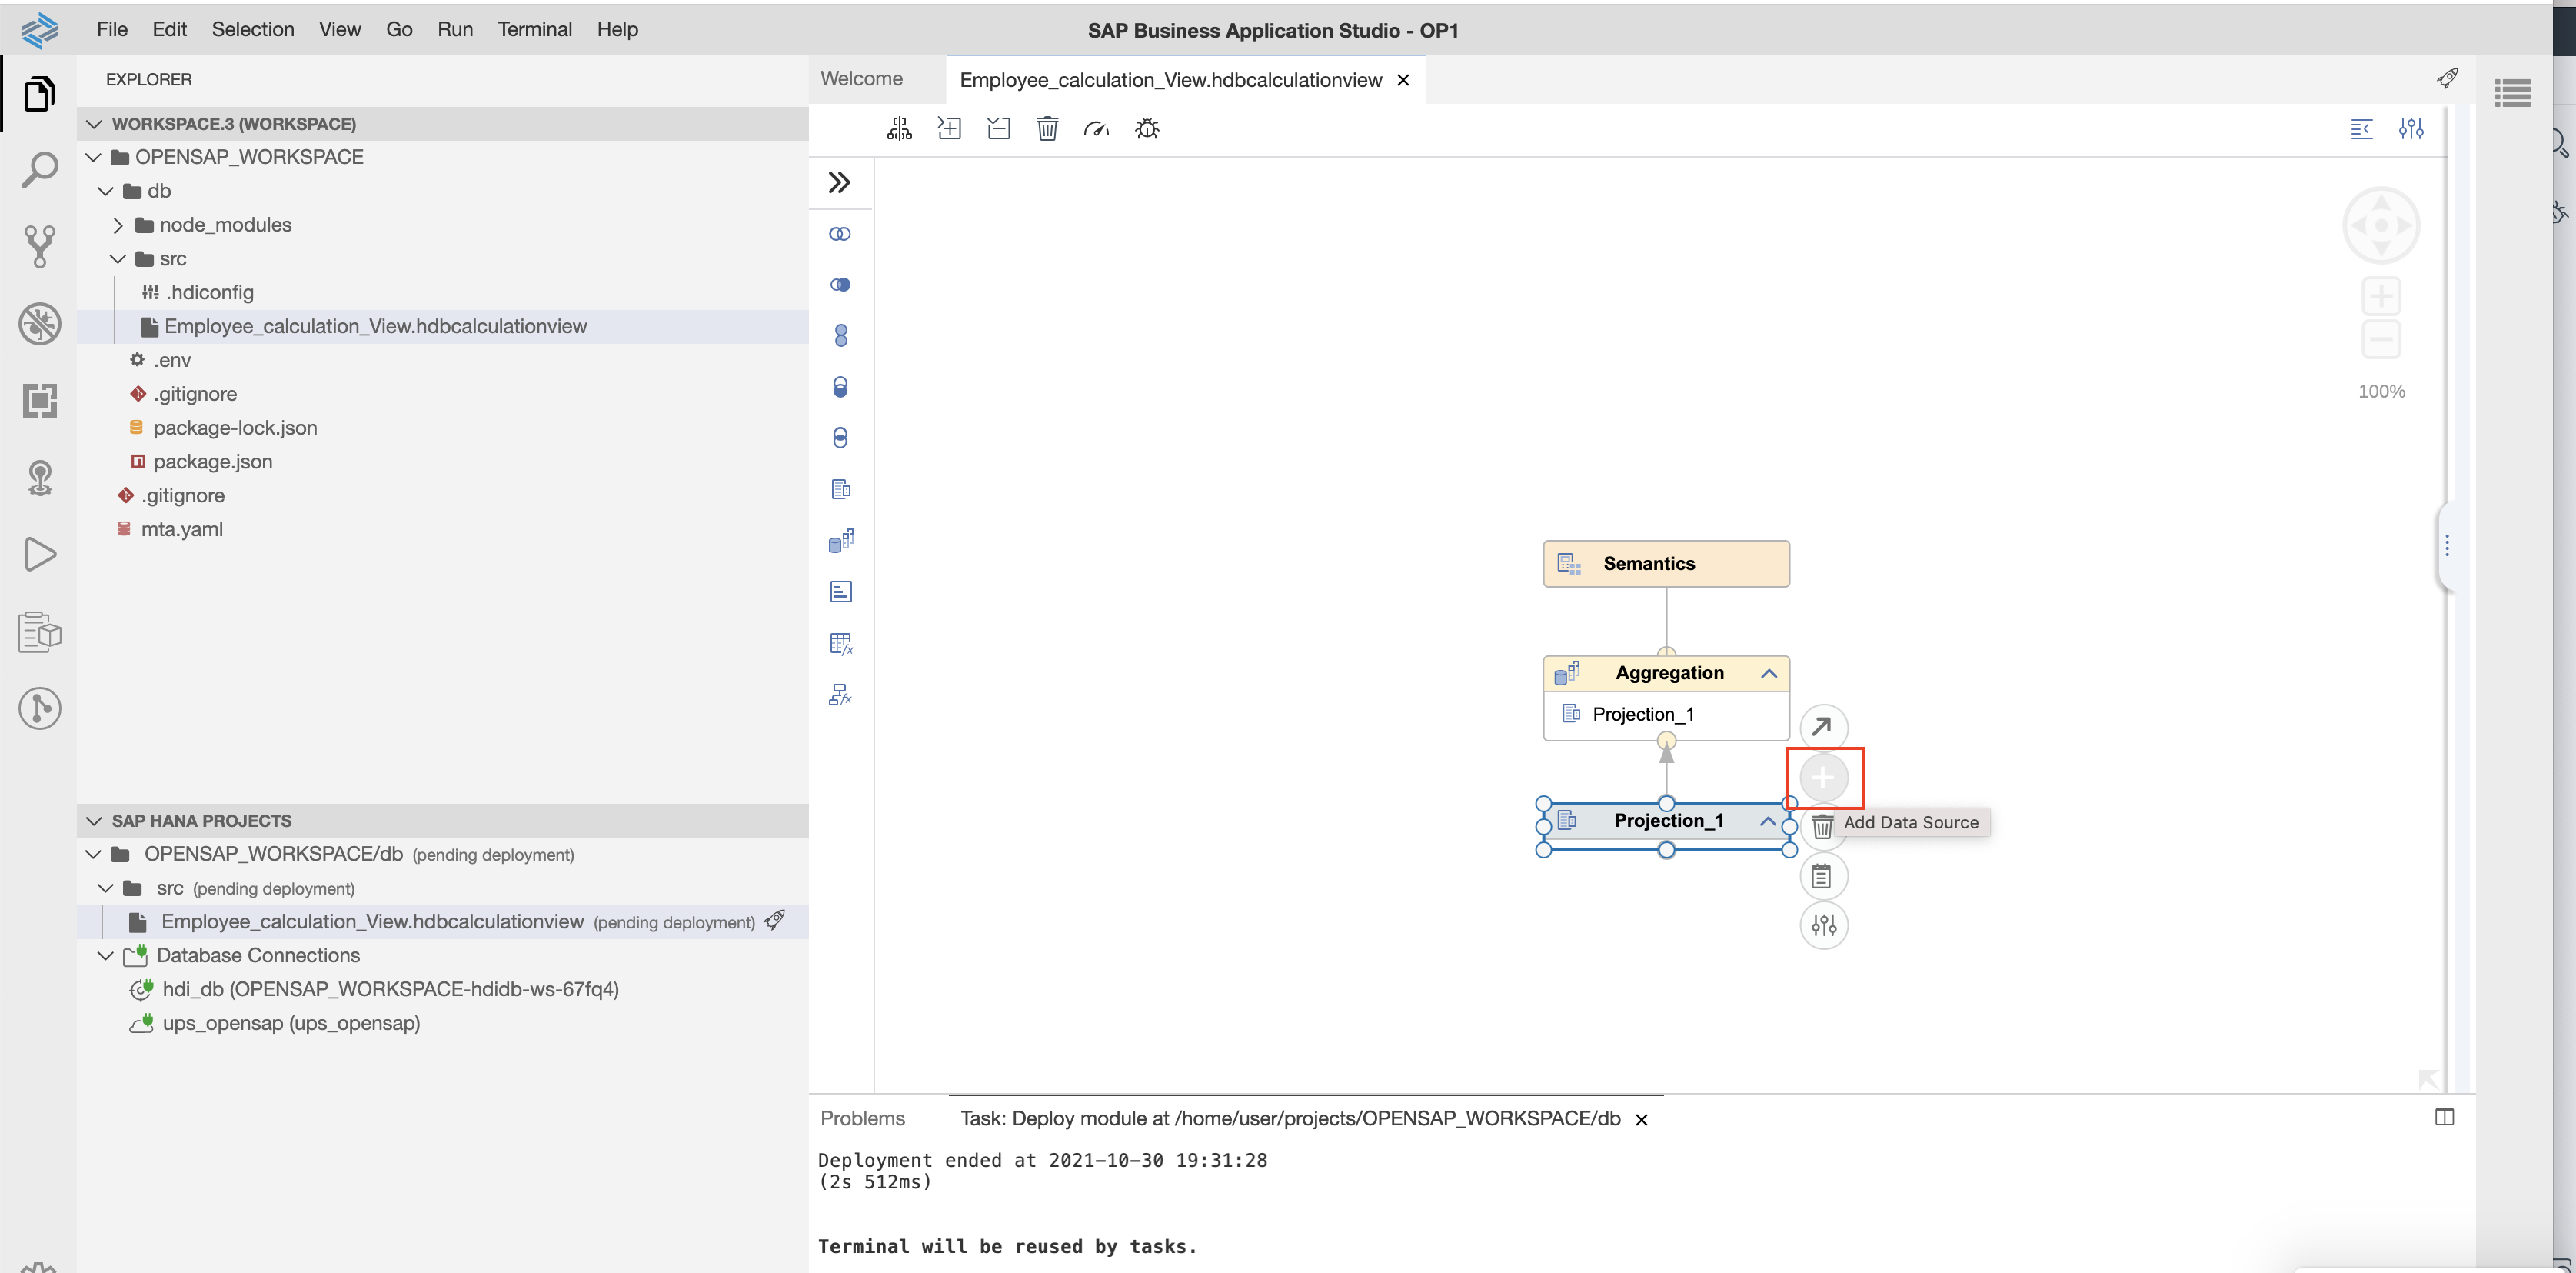 File Edit Selection View Go Run Terminal Help
SAP Business Application Studio - OP1
EXPLORER
WORKSPACE.3 (WORKSPACE)
OPENSAP_WORKSPACE
db
node_modules
src
.hdiconfig
Employee_calculation_View.hdbcalculationview
.env
.gitignore
package-lock.json
package.json
.gitignore
mta.yaml
SAP HANA PROJECTS
OPENSAP_WORKSPACE/db (pending deployment)
src (pending deployment)
Employee_calculation_View.hdbcalculationview (pending deployment)
Database Connections
hdi_db (OPENSAP_WORKSPACE-hdidb-ws-67fq4)
ups_opensap (ups_opensap)
Welcome
Employee_calculation_View.hdbcalculationview
100%
Semantics
Aggregation
Projection_1
Projection_1
Add Data Source
Problems
Task: Deploy module at /home/user/projects/OPENSAP_WORKSPACE/db
Deployment ended at 2021-10-30 19:31:28
(2s 512ms)
Terminal will be reused by tasks.